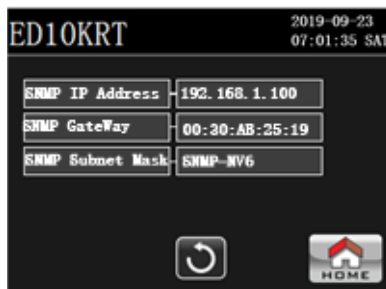 ED10KRT
2019-09-23
07:01:35 SAT
SNMP IP Address 192.168.1.100
SNMP GateWay 00:30:AB:25:19
SNMP Subnet Mask SNMP-NV6
HOME